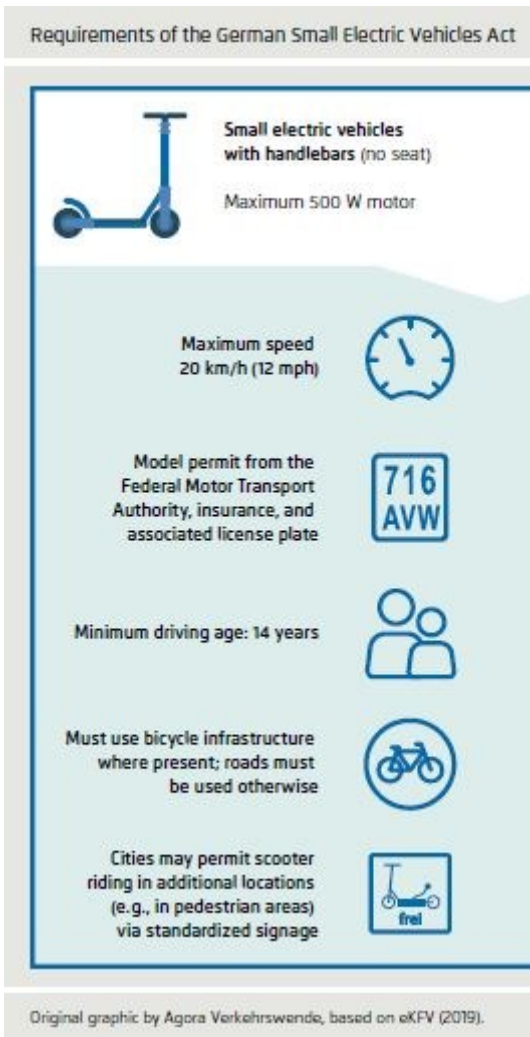 Requirements of the German Small Electric Vehicles Act
Small electric vehicles
with handlebars (no seat)
Maximum 500 W motor
Maximum speed
20 km/h (12 mph)
Model permit from the
Federal Motor Transport
Authority, insurance, and
associated license plate
716
AVW
Minimum driving age: 14 years
Must use bicycle infrastructure
where present; roads must
be used otherwise
Cities may permit scooter
riding in additional locations
(e.g., in pedestrian areas)
via standardized signage
frei
Original graphic by Agora Verkehrswende, based on eKFV (2019).